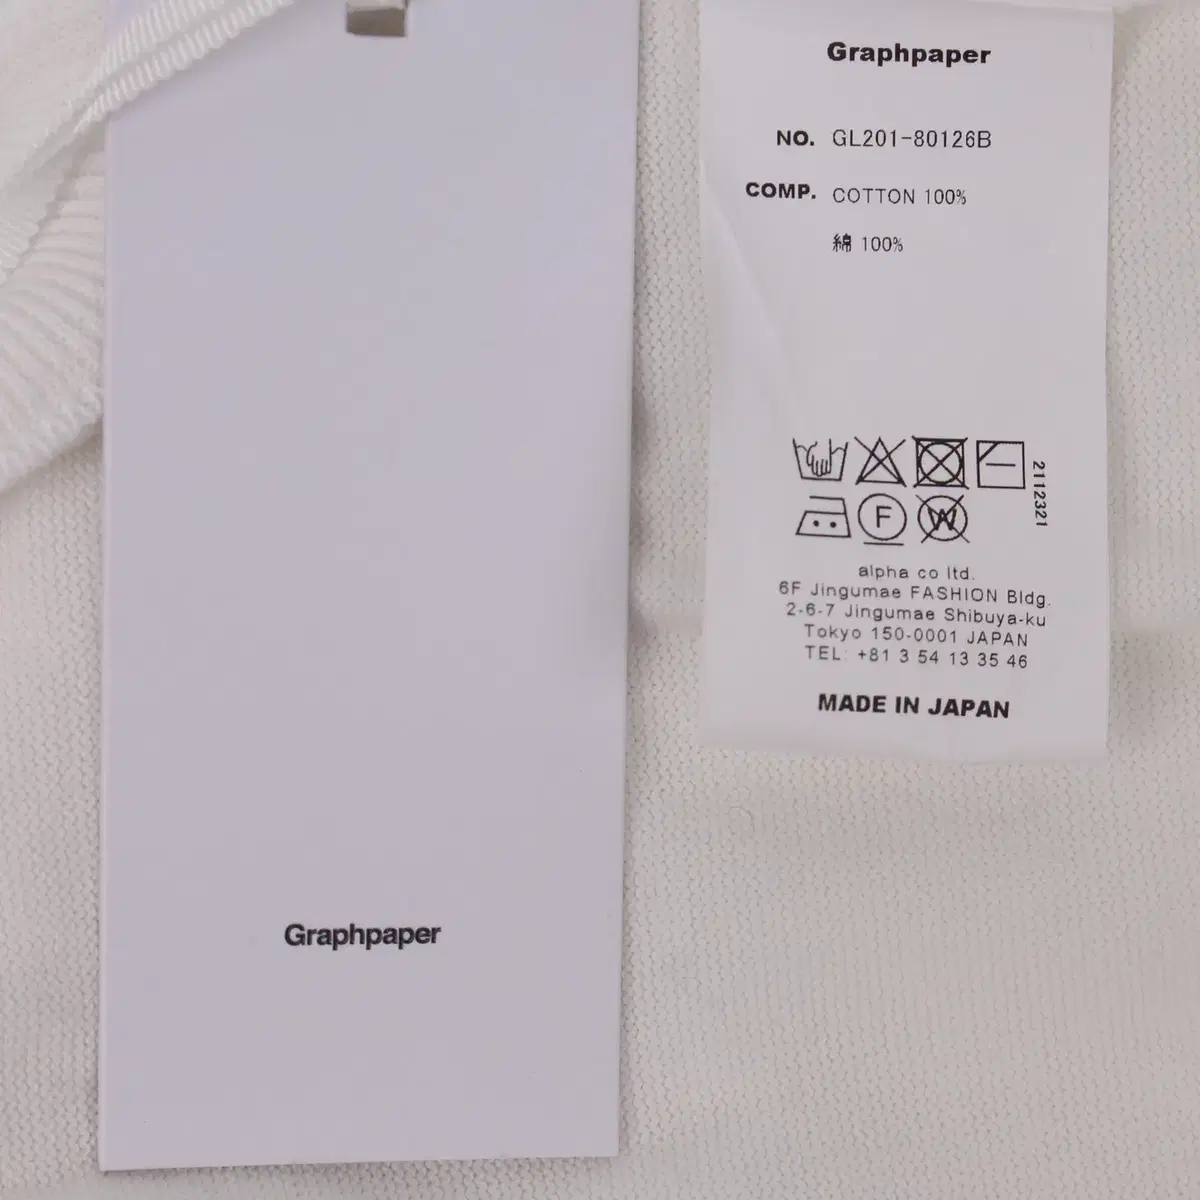 Graphpaper
NO. GL201-80126B
COMP. COTTON 100%
綿 100%
2112321
F
W
alpha co ltd.
6F Jingumae FASHION Bldg.
2-6-7 Jingumae Shibuya-ku
Tokyo 150-0001 JAPAN
TEL: +81 3 54 13 35 46
MADE IN JAPAN
Graphpaper